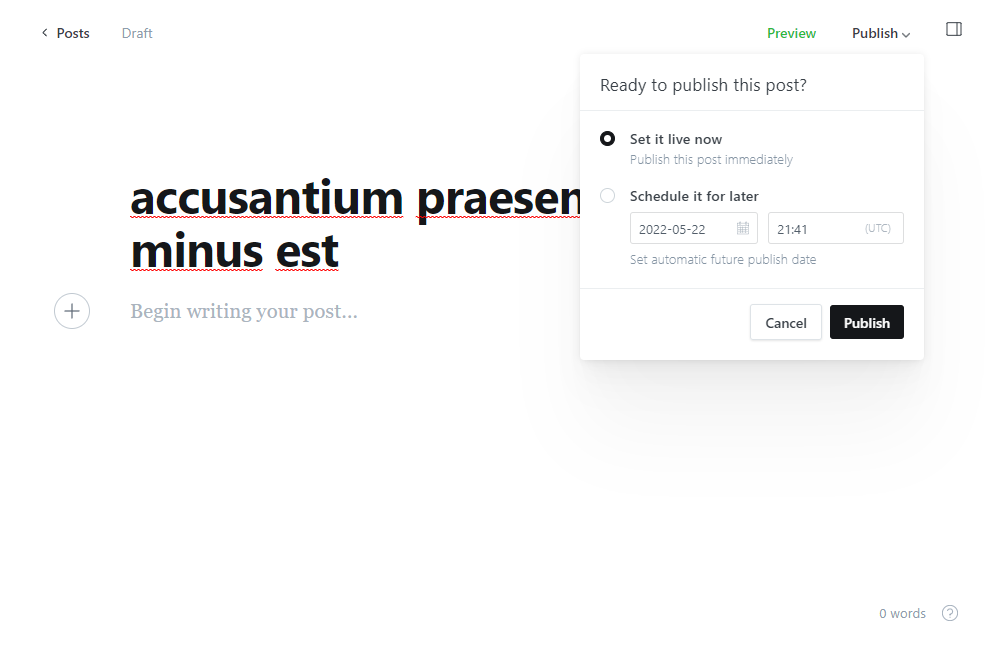 Posts
Draft
Preview
Publish
Ready to publish this post?
Set it live now
Publish this post immediately
Schedule it for later
2022-05-22
21:41
(UTC)
Set automatic future publish date
Cancel
Publish
accusantium
minus est
Begin writing your post...
0 words
?